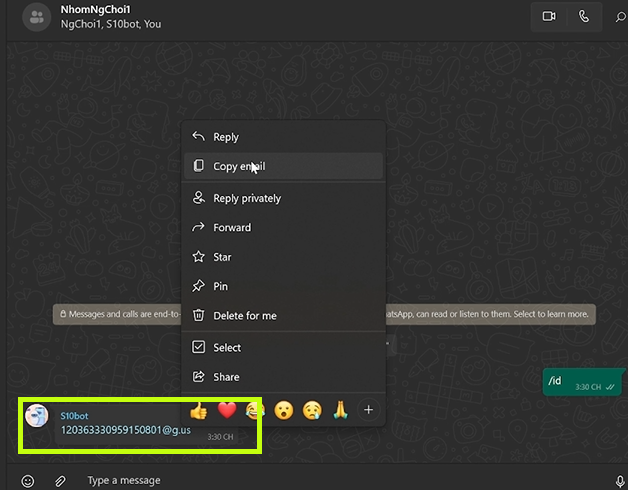 NhomNgChoi1
NgChoi1, S10bot, You
Reply
Copy email
Reply privately
Forward
Star
Pin
Delete for me
Messages and calls are end-to- atsApp, can read or listen to them. Select to learn more.
Select
/id
3:30 CH
Share
S10bot
120363330959150801@g.us
3:30 CH
Type a message